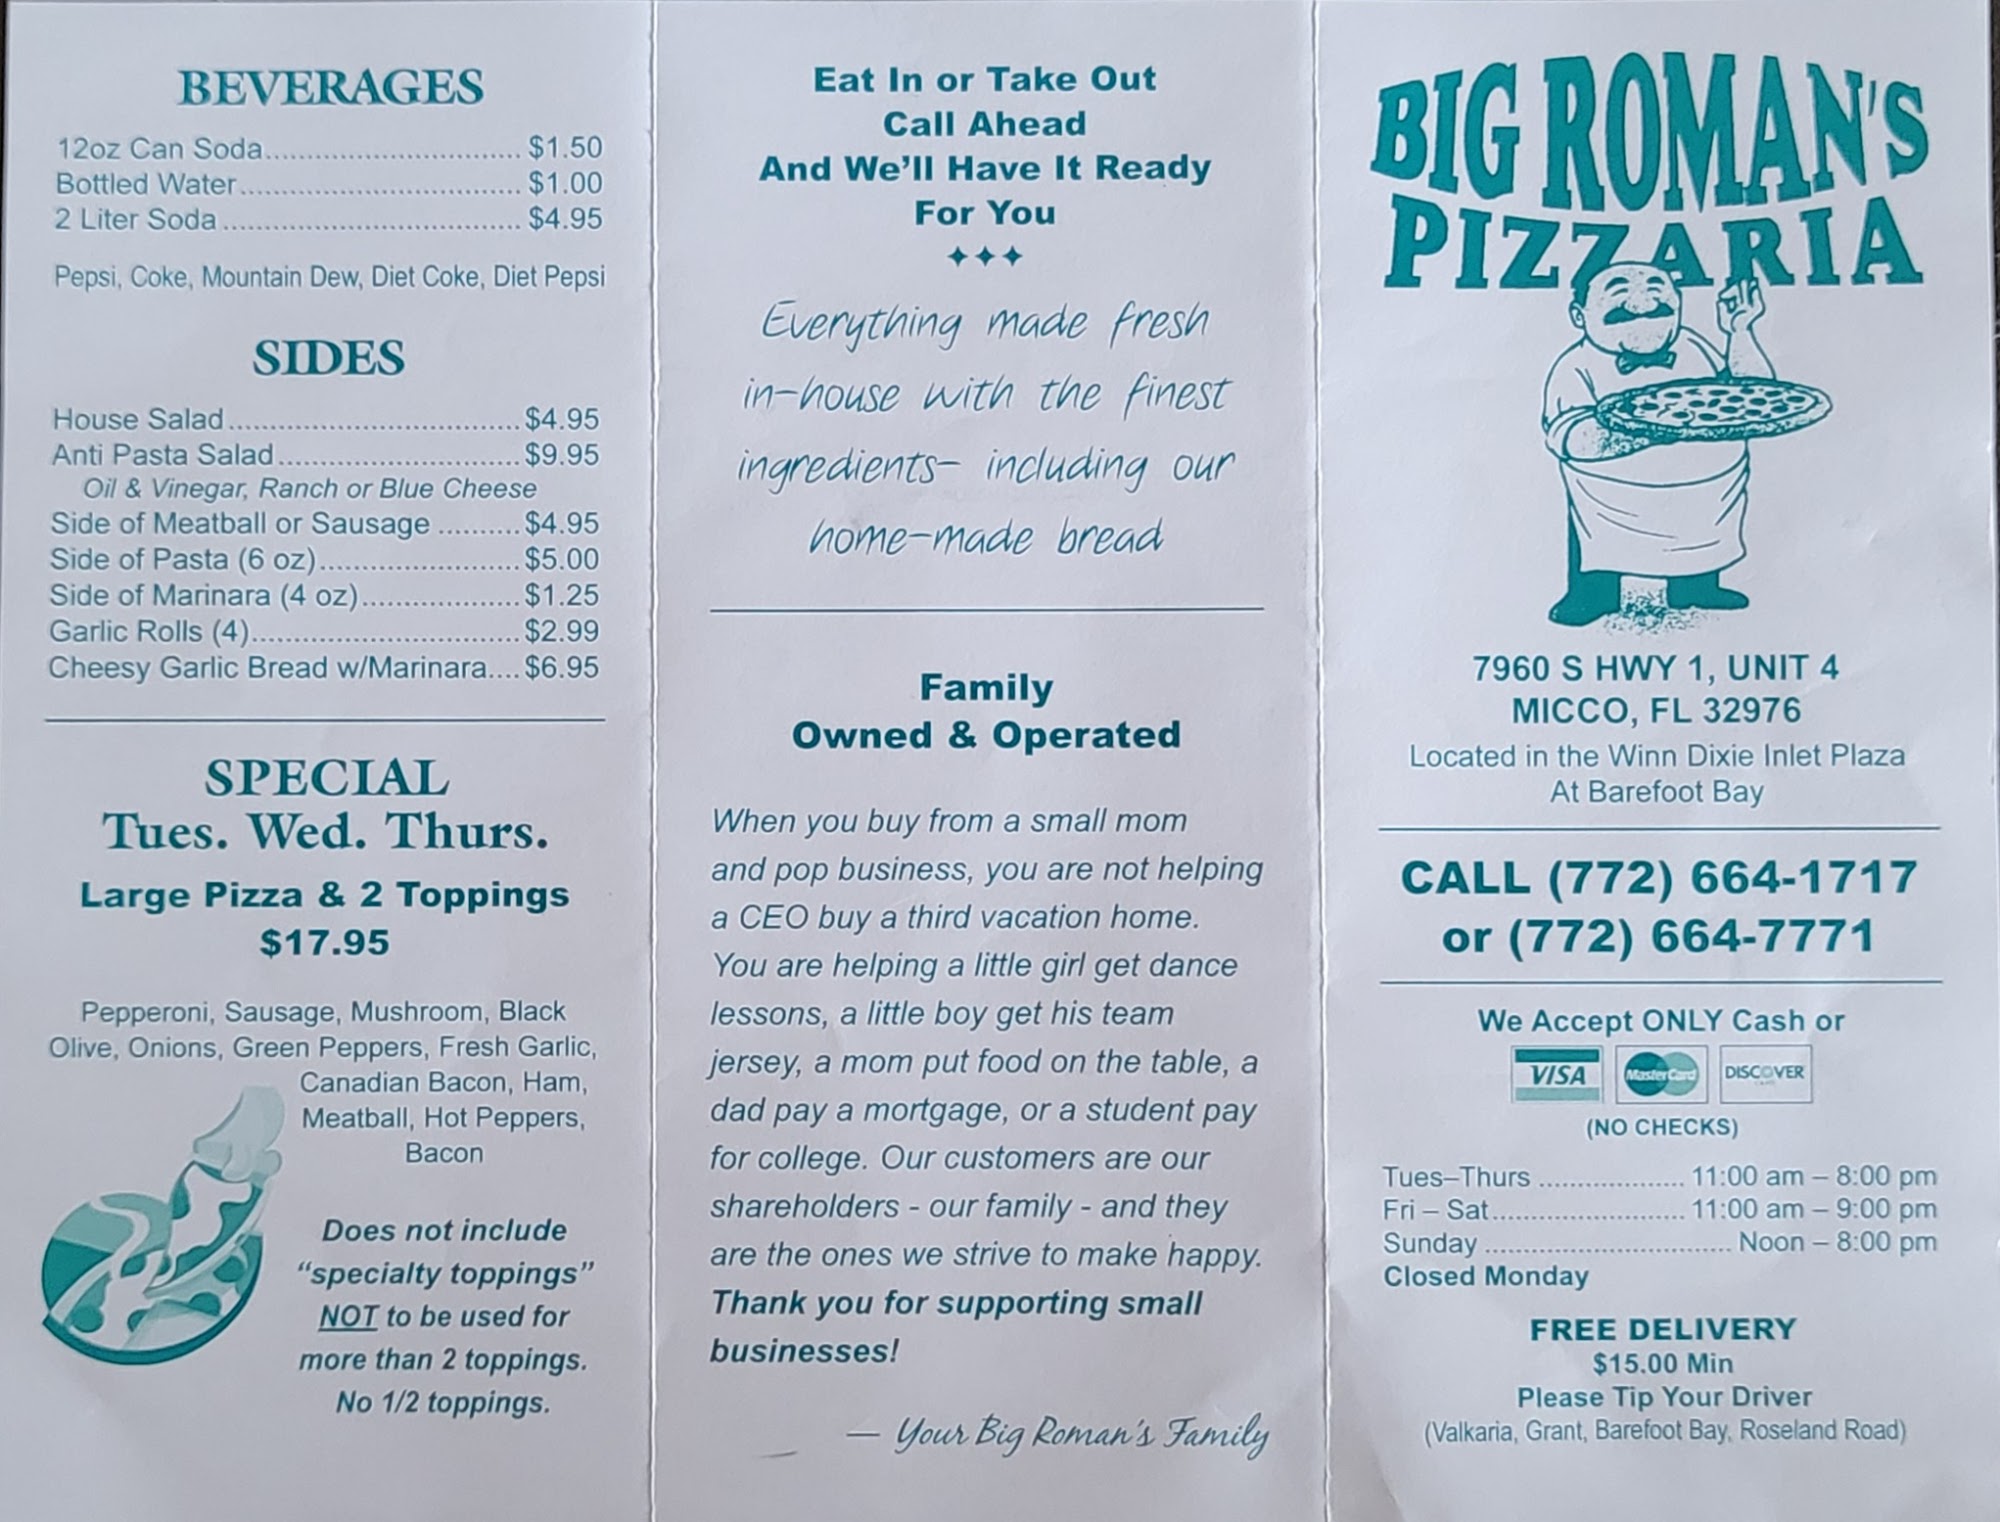 BEVERAGES
12oz Can Soda............................... $1.50
Bottled Water.................................. $1.00
2 Liter Soda .................................... $4.95
Pepsi, Coke, Mountain Dew, Diet Coke, Diet Pepsi
SIDES
House Salad...................................$4.95
Anti Pasta Salad.............................$9.95
Oil & Vinegar, Ranch or Blue Cheese
Side of Meatball or Sausage ..........$4.95
Side of Pasta (6 oz)........................$5.00
Side of Marinara (4 oz)...................$1.25
Garlic Rolls (4)................................$2.99
Cheesy Garlic Bread w/Marinara....$6.95
SPECIAL
Tues. Wed. Thurs.
Large Pizza & 2 Toppings
$17.95
Pepperoni, Sausage, Mushroom, Black
Olive, Onions, Green Peppers, Fresh Garlic,
Canadian Bacon, Ham,
Meatball, Hot Peppers,
Bacon
Does not include
“specialty toppings”
NOT to be used for
more than 2 toppings.
No 1/2 toppings.
Eat In or Take Out
Call Ahead
And We’ll Have It Ready
For You
Everything made fresh
in-house with the finest
ingredients- including our
home-made bread
Family
Owned & Operated
When you buy from a small mom
and pop business, you are not helping
a CEO buy a third vacation home.
You are helping a little girl get dance
lessons, a little boy get his team
jersey, a mom put food on the table, a
dad pay a mortgage, or a student pay
for college. Our customers are our
shareholders - our family - and they
are the ones we strive to make happy.
Thank you for supporting small
businesses!
— Your Big Roman's Family
BIG ROMAN'S
PIZZARIA
7960 S HWY 1, UNIT 4
MICCO, FL 32976
Located in the Winn Dixie Inlet Plaza
At Barefoot Bay
CALL (772) 664-1717
or (772) 664-7771
We Accept ONLY Cash or
VISA MasterCard DISCOVER
(NO CHECKS)
Tues–Thurs .................. 11:00 am – 8:00 pm
Fri – Sat........................ 11:00 am – 9:00 pm
Sunday .............................. Noon – 8:00 pm
Closed Monday
FREE DELIVERY
$15.00 Min
Please Tip Your Driver
(Valkaria, Grant, Barefoot Bay, Roseland Road)